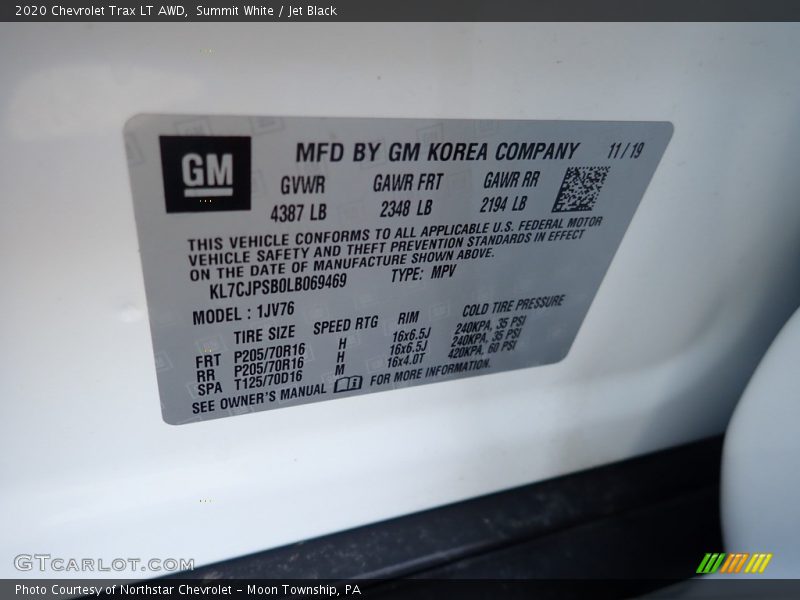 2020 Chevrolet Trax LT AWD, Summit White / Jet Black
GM
MFD BY GM KOREA COMPANY 11/19
GVWR GAWR FRT GAWR RR
4387 LB 2348 LB 2194 LB
THIS VEHICLE CONFORMS TO ALL APPLICABLE U.S. FEDERAL MOTOR
VEHICLE SAFETY AND THEFT PREVENTION STANDARDS IN EFFECT
ON THE DATE OF MANUFACTURE SHOWN ABOVE.
KL7CJPSB0LB069469 TYPE: MPV
MODEL : 1JV76
TIRE SIZE SPEED RTG RIM COLD TIRE PRESSURE
FRT P205/70R16 H 16x6.5J 240KPA, 35 PSI
RR P205/70R16 H 16x6.5J 240KPA, 35 PSI
SPA T125/70D16 M 16x4.0T 420KPA, 60 PSI
SEE OWNER'S MANUAL FOR MORE INFORMATION.
GTCARLOT.COM
Photo Courtesy of Northstar Chevrolet - Moon Township, PA